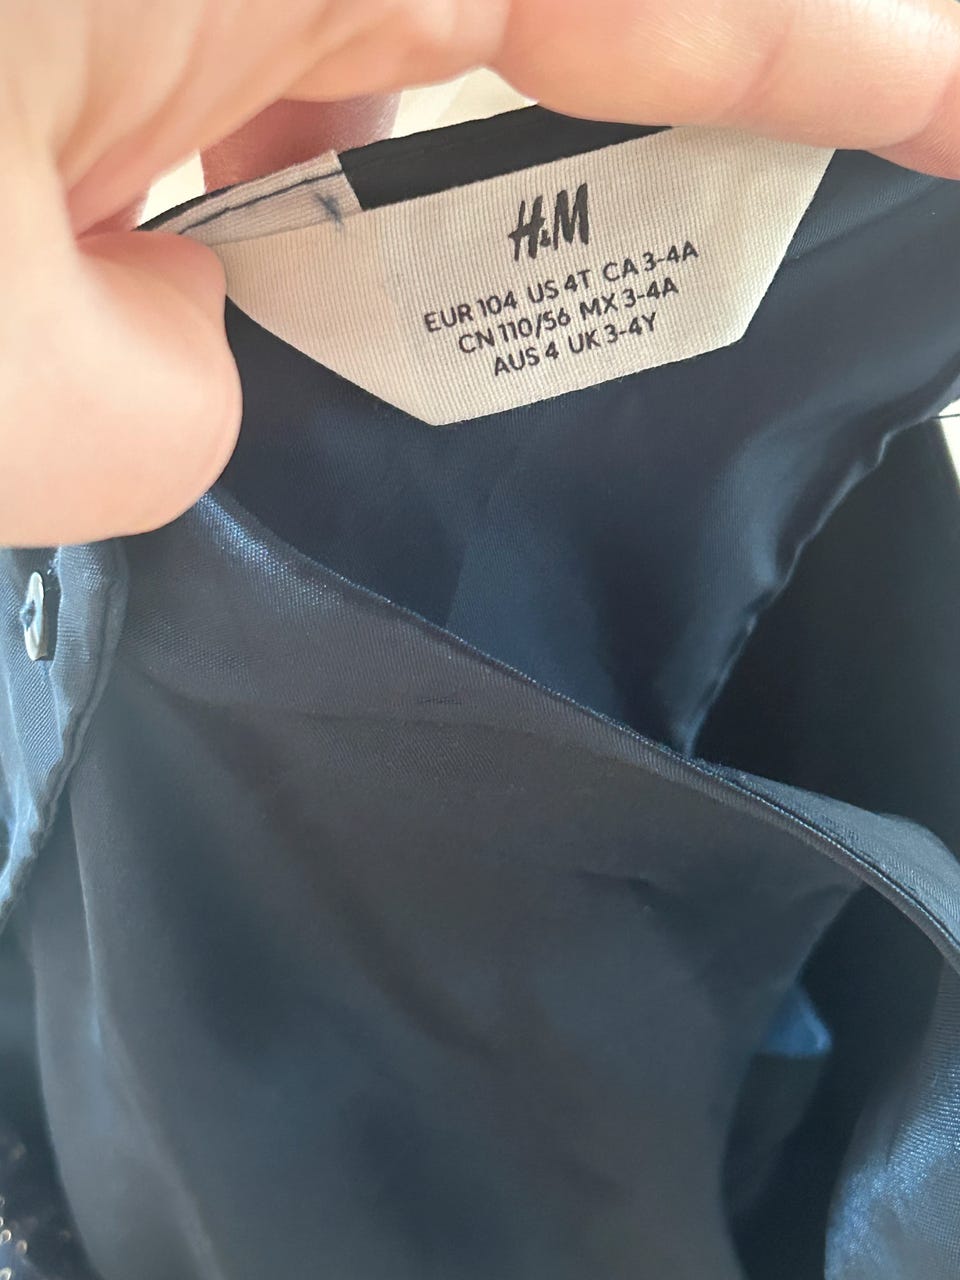 H&M
EUR 104 US 4T CA 3-4A
CN 110/56 MX 3-4A
AUS 4 UK 3-4Y